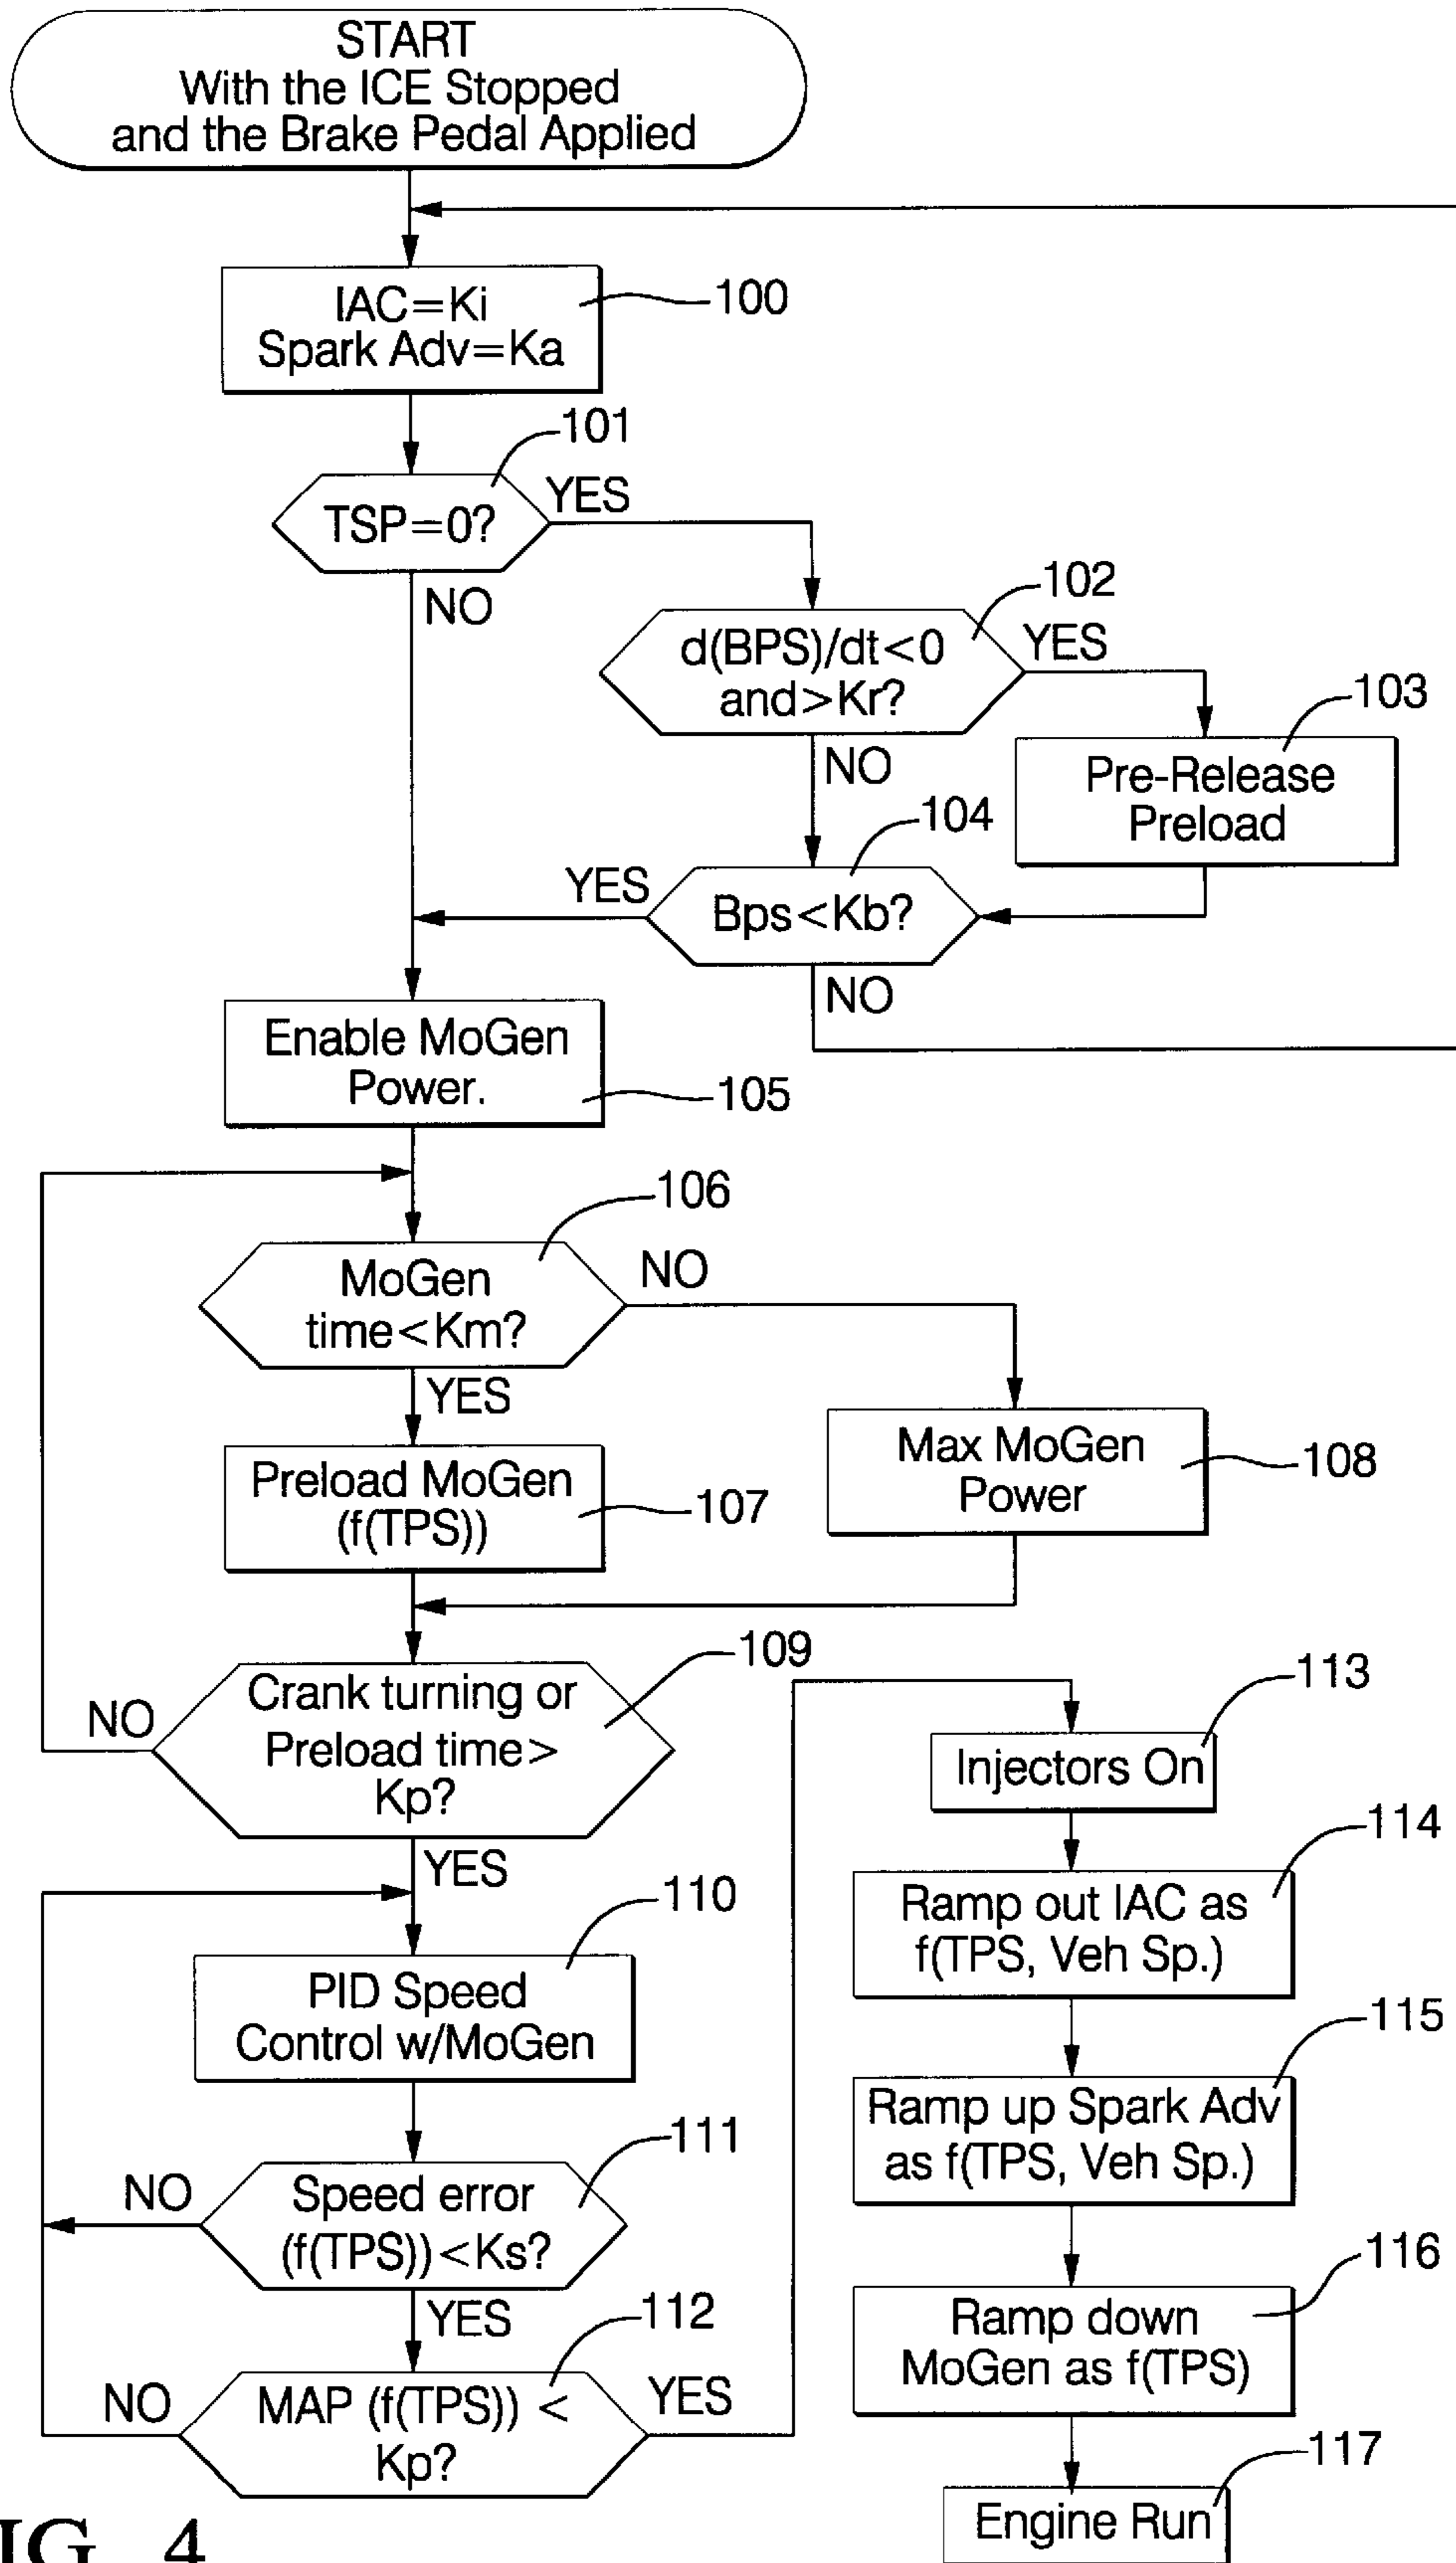 START
With the ICE Stopped
and the Brake Pedal Applied
IAC=Ki
Spark Adv=Ka
100
101
TSP=0?
YES
NO
102
d(BPS)/dt<0
and>Kr?
YES
NO
103
Pre-Release
Preload
104
YES
Bps<Kb?
NO
Enable MoGen
Power.
105
106
MoGen
time<Km?
NO
YES
Preload MoGen
(f(TPS))
107
Max MoGen
Power
108
109
Crank turning or
Preload time>
Kp?
NO
YES
110
PID Speed
Control w/MoGen
111
Speed error
(f(TPS))<Ks?
NO
YES
112
MAP (f(TPS)) <
Kp?
NO
YES
113
Injectors On
114
Ramp out IAC as
f(TPS, Veh Sp.)
115
Ramp up Spark Adv
as f(TPS, Veh Sp.)
116
Ramp down
MoGen as f(TPS)
117
Engine Run
IG. 4